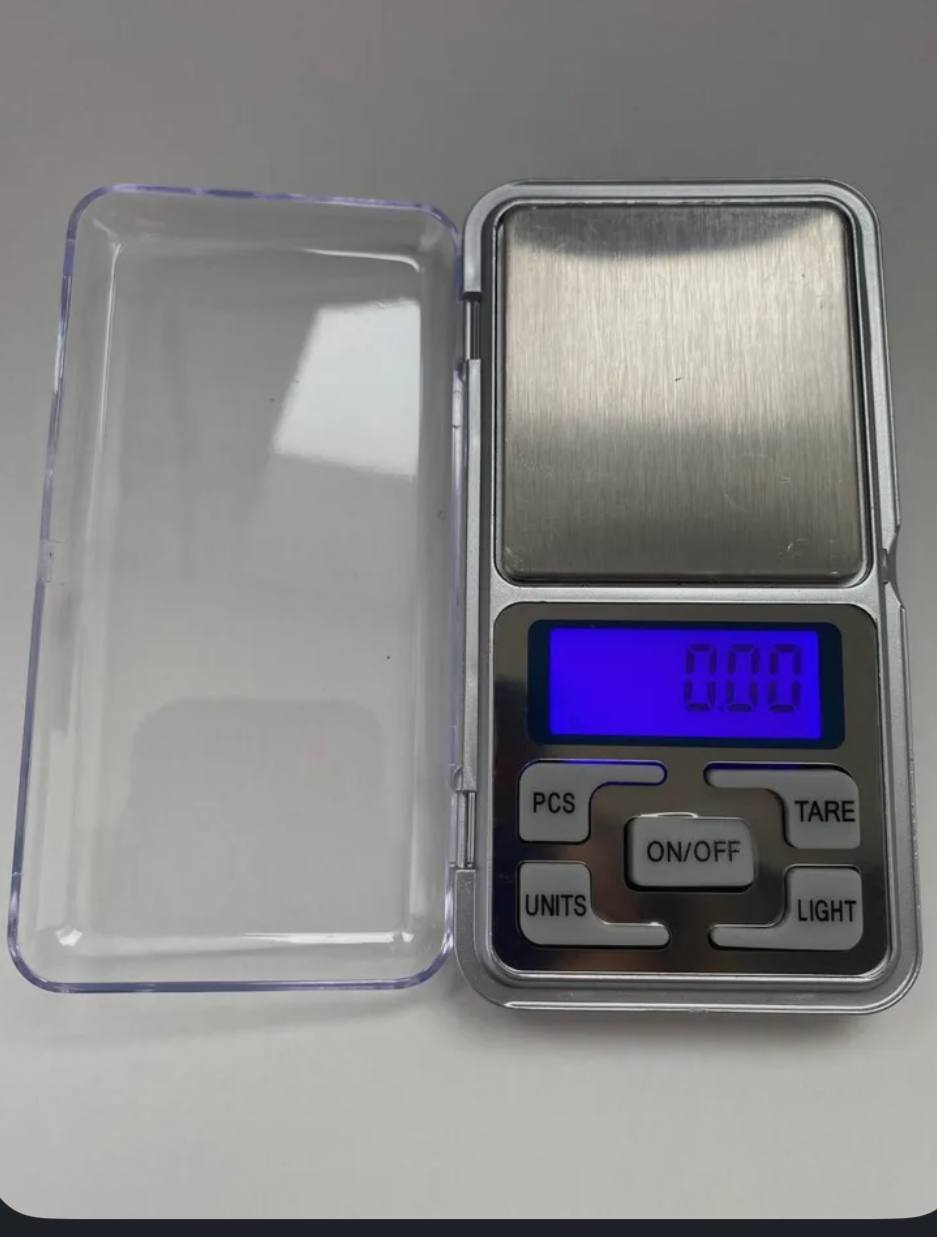 0.00
PCS
TARE
ON/OFF
UNITS
LIGHT